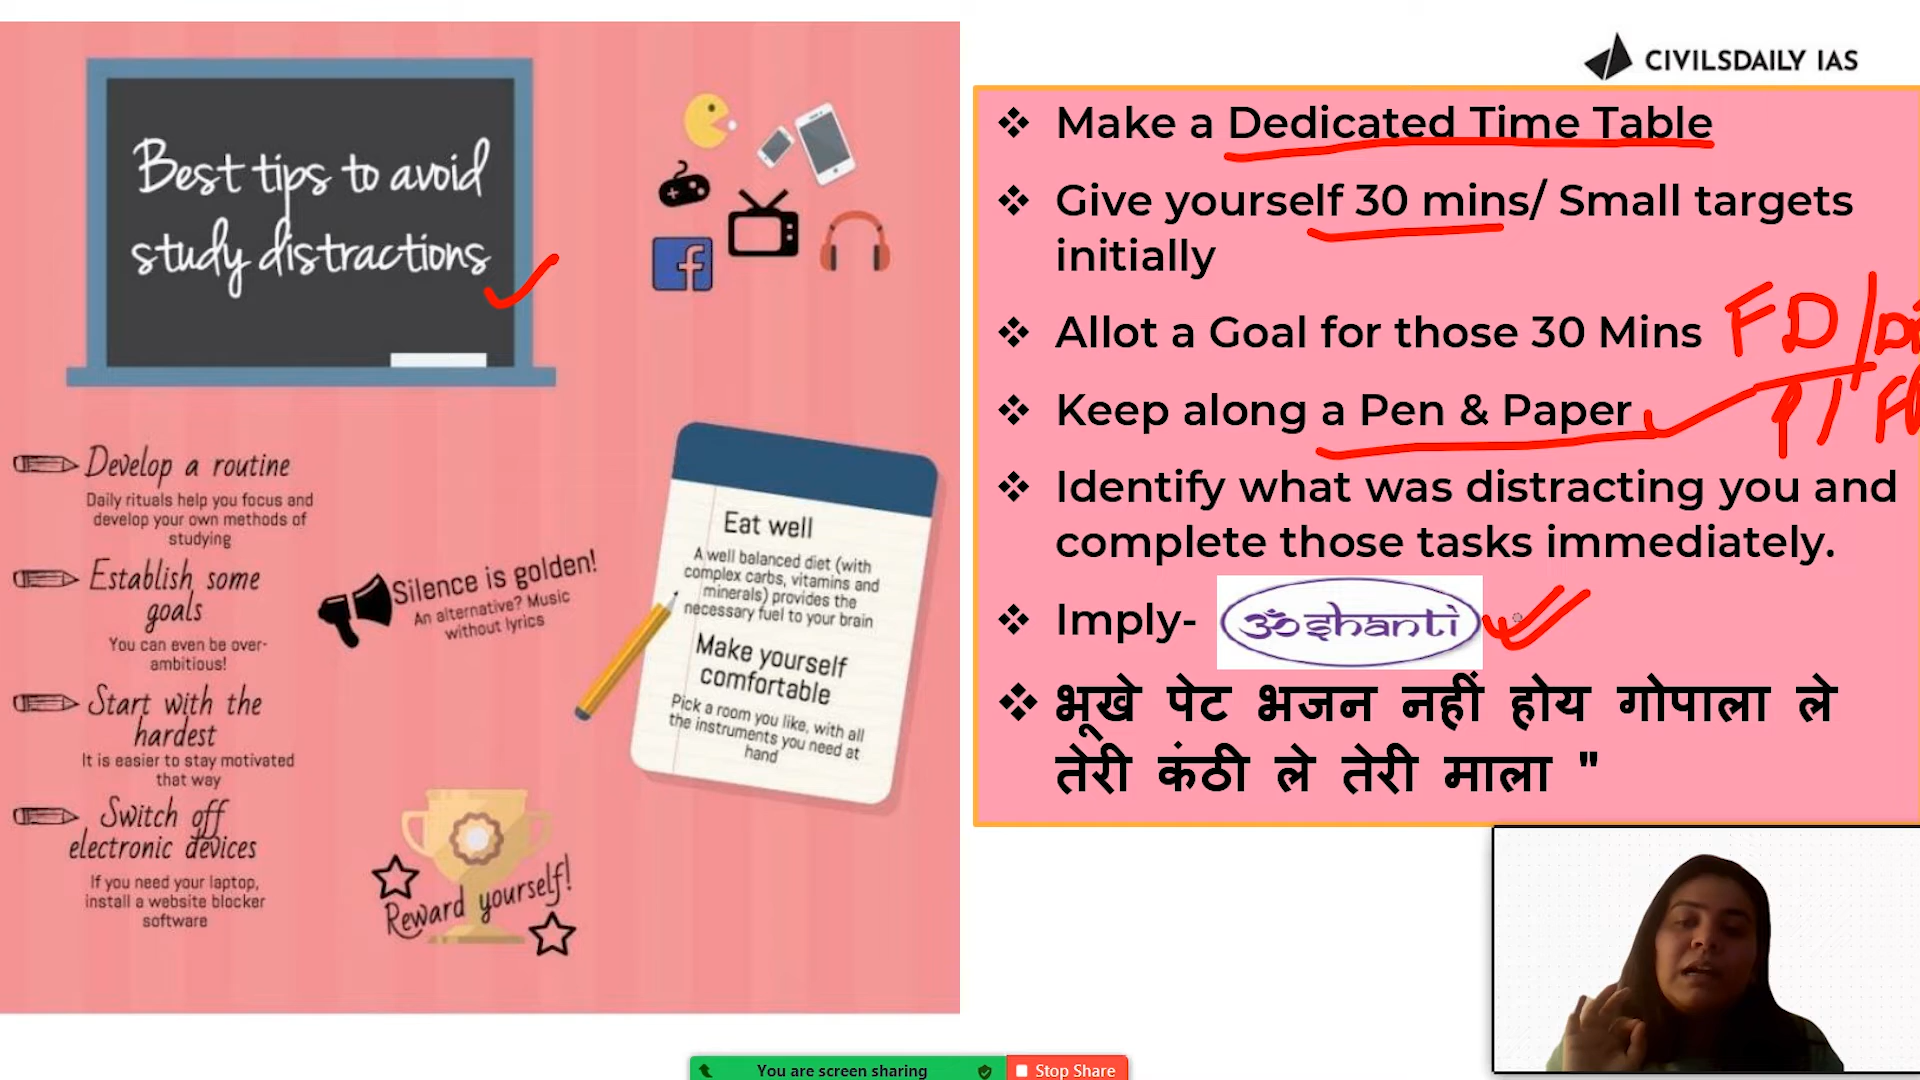 Best tips to avoid
study distractions
Develop a routine
Daily rituals help you focus and
develop your own methods of
studying
Establish some
goals
You can even be over-
ambitious!
Start with the
hardest
It is easier to stay motivated
that way
Switch off
electronic devices
If you need your laptop,
install a website blocker
software
Silence is golden!
An alternative? Music
without lyrics
Eat well
A well balanced diet (with
complex carbs, vitamins and
minerals) provides the
necessary fuel to your brain
Make yourself
comfortable
Pick a room you like, with all
the instruments you need at
hand
Reward yourself!
CIVILSDAILY IAS
Make a Dedicated Time Table
Give yourself 30 mins/ Small targets
initially
Allot a Goal for those 30 Mins
FD/
Keep along a Pen & Paper
Identify what was distracting you and
complete those tasks immediately.
Imply- ॐ shanti
भूखे पेट भजन नहीं होय गोपाला ले
तेरी कंठी ले तेरी माला "
You are screen sharing
Stop Share